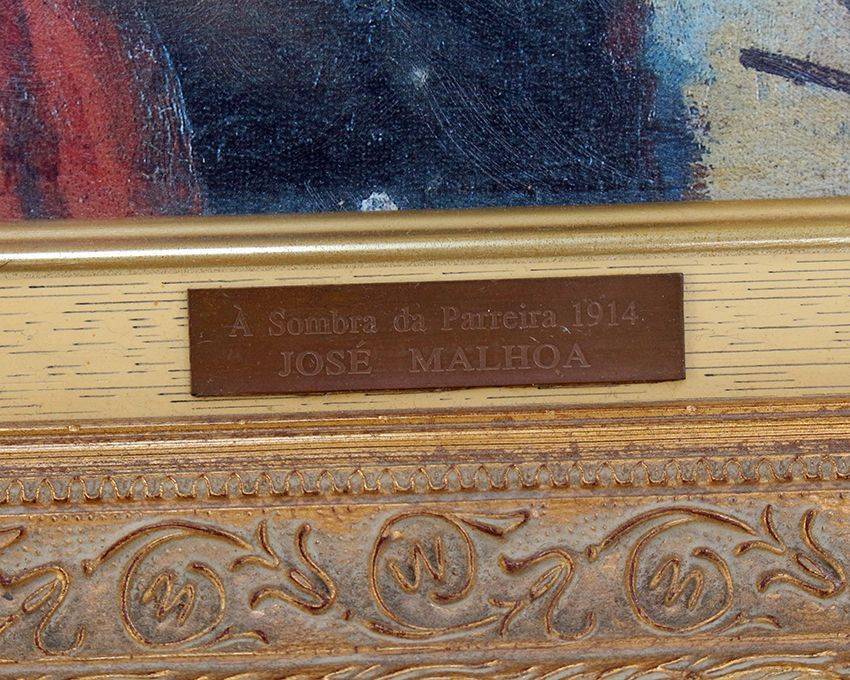 À Sombra da Parreira 1914
JOSÉ MALHOA